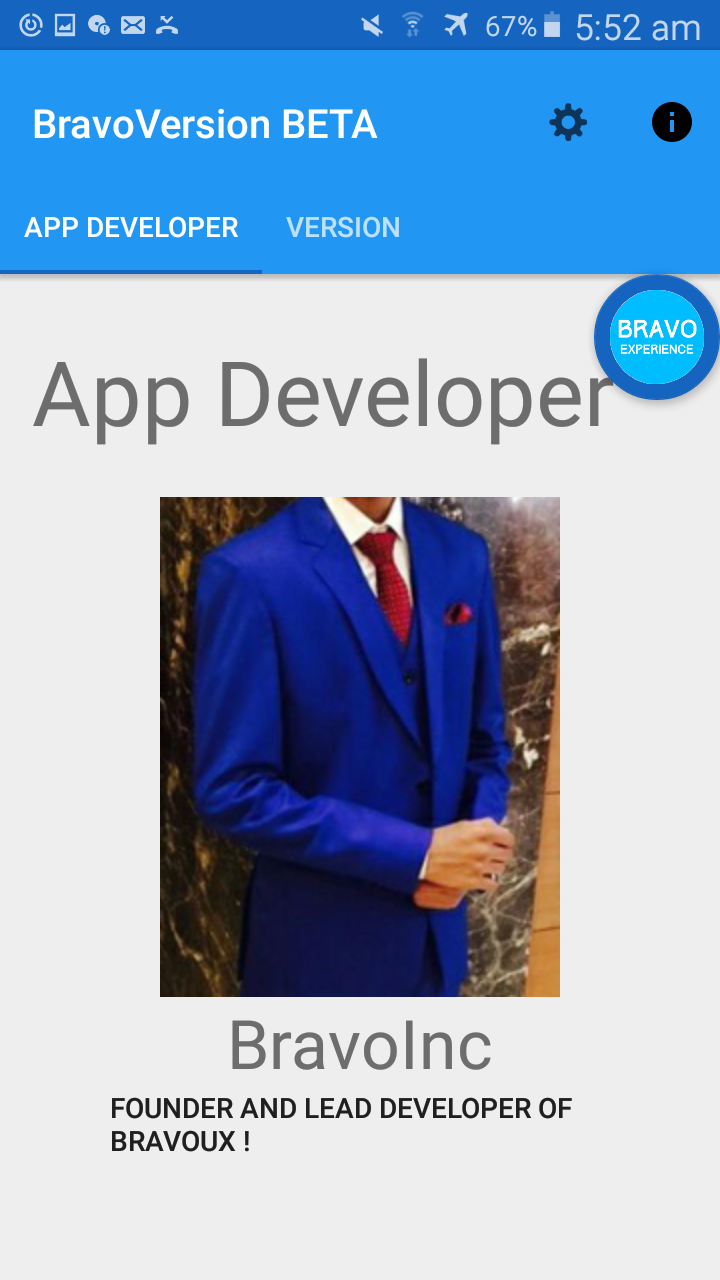 67% 5:52 am
BravoVersion BETA
APP DEVELOPER VERSION
BRAVO
EXPERIENCE
App Developer
BravoInc
FOUNDER AND LEAD DEVELOPER OF
BRAVOUX !